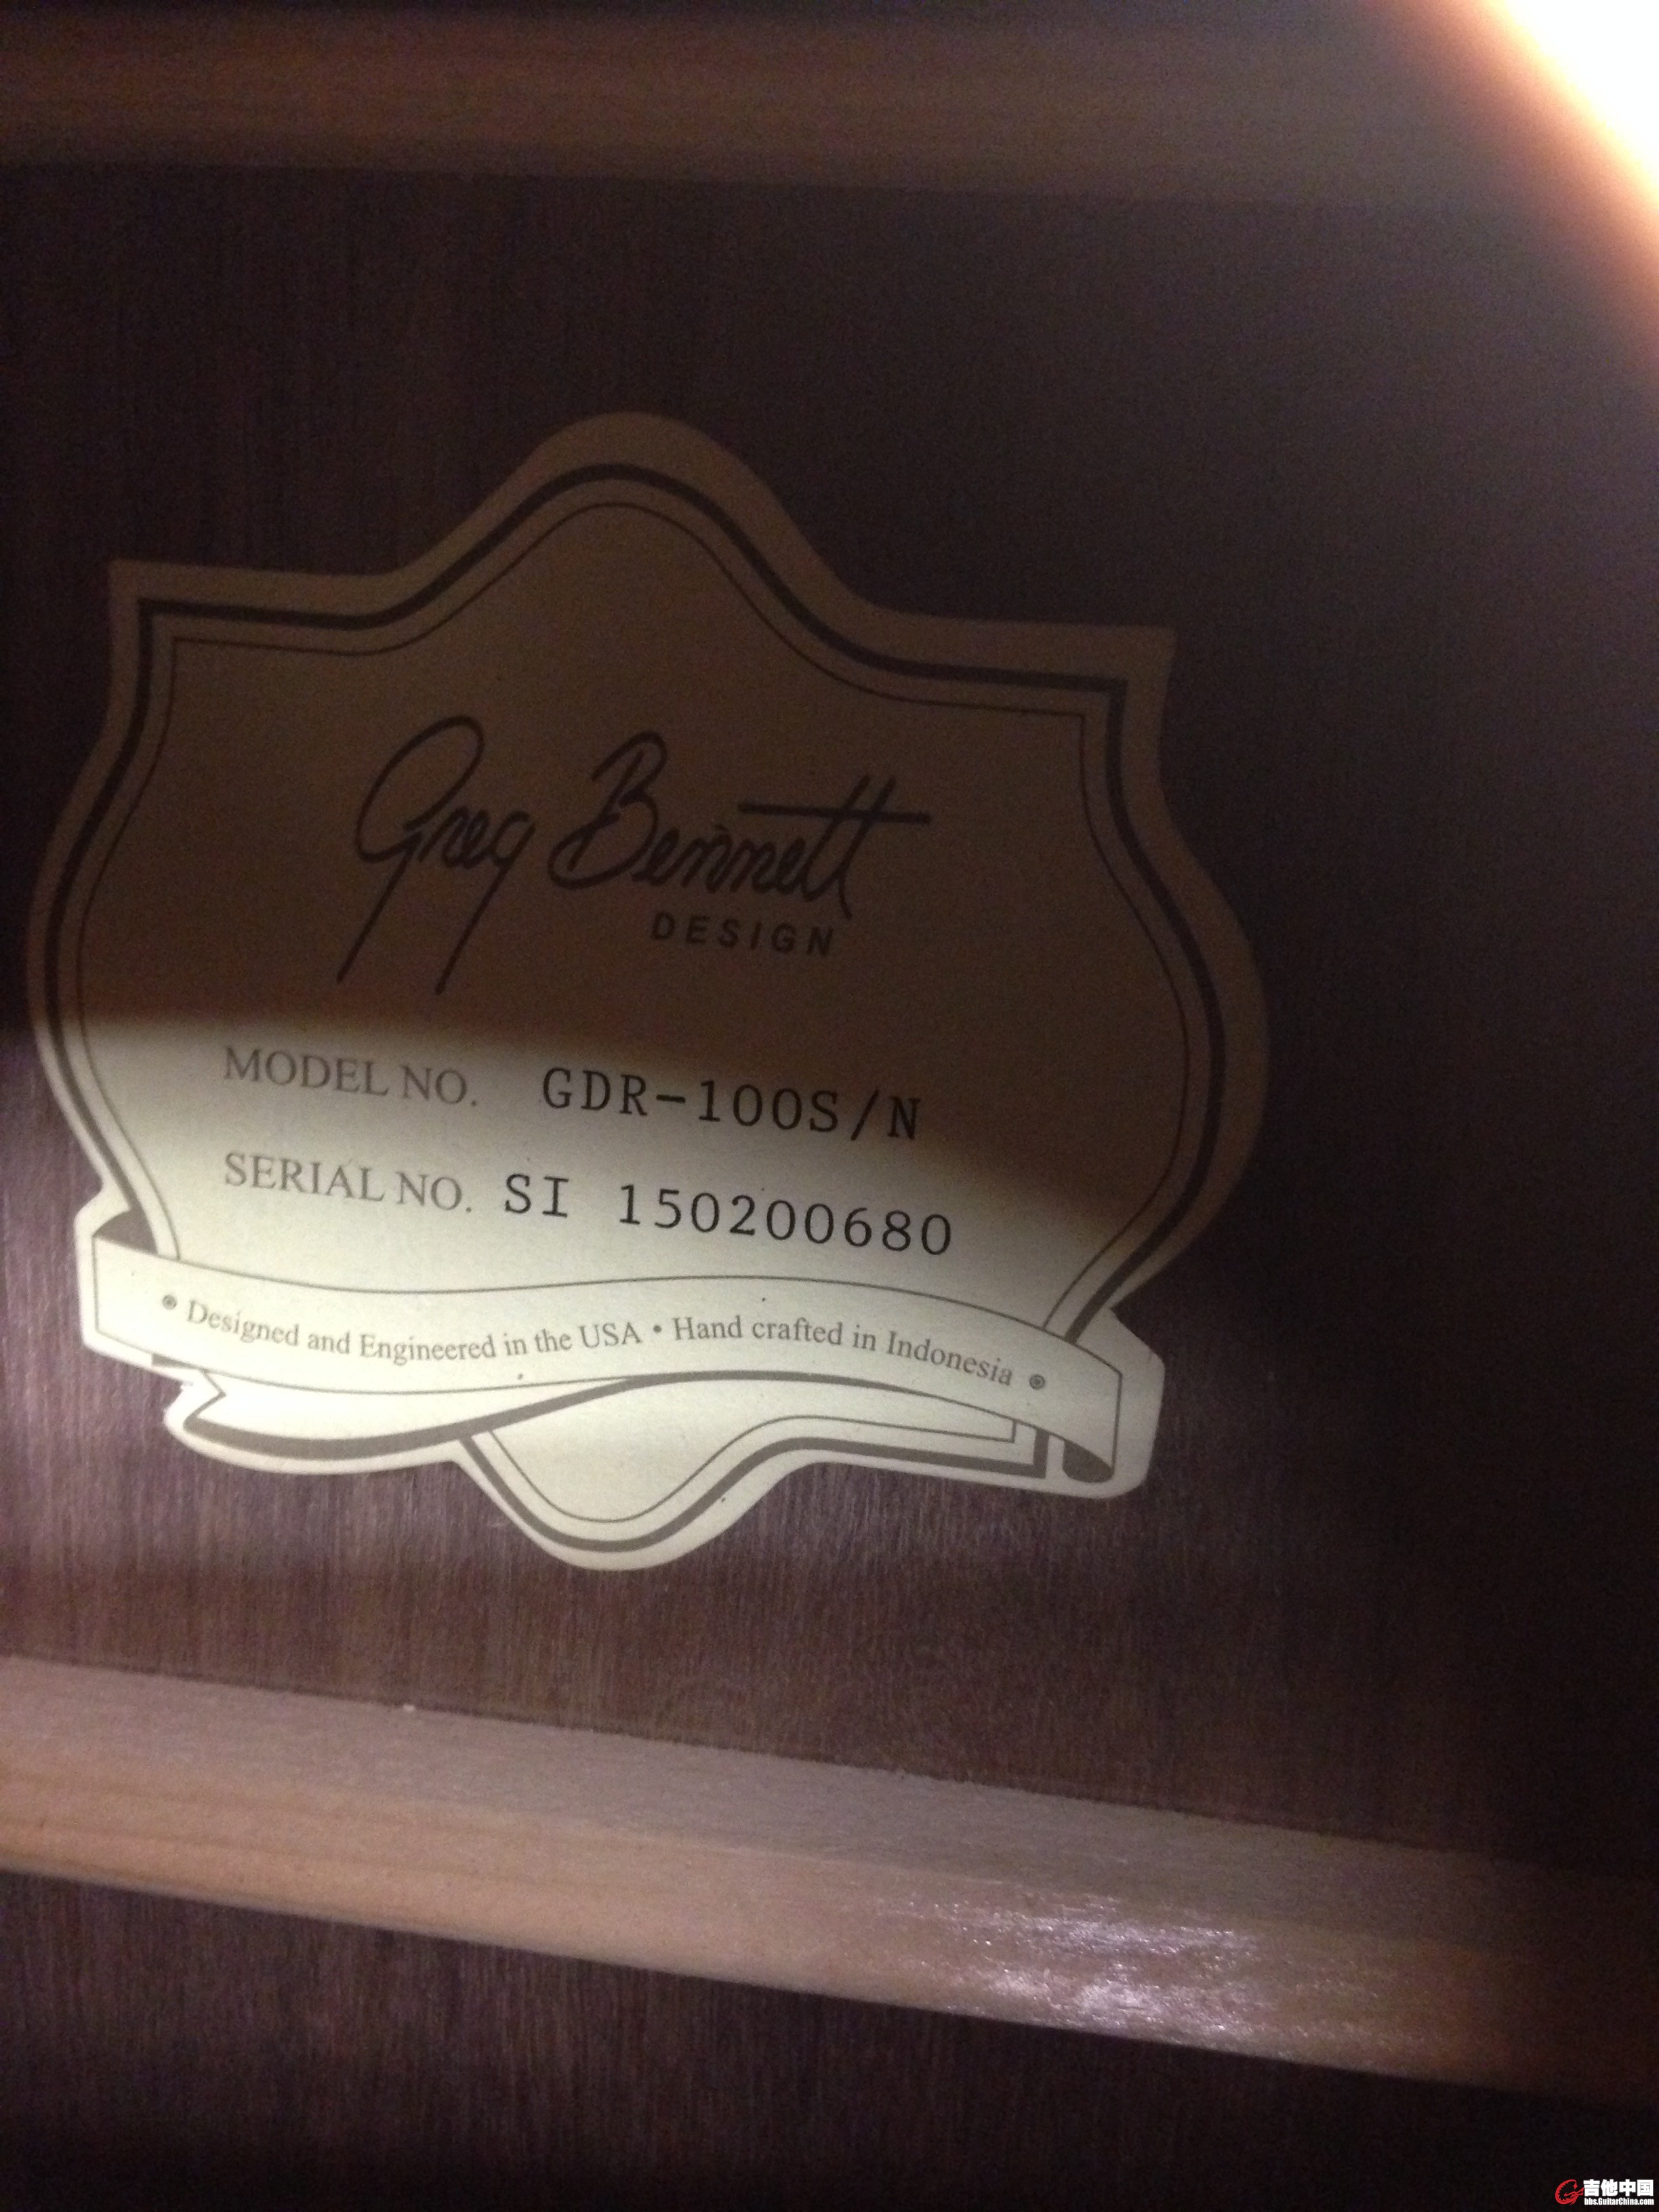 Greg Bennett
DESIGN
MODEL NO. GDR-100S/N
SERIAL NO. SI 150200680
Designed and Engineered in the USA • Hand crafted in Indonesia
吉他中国
bbs.GuitarChina.com